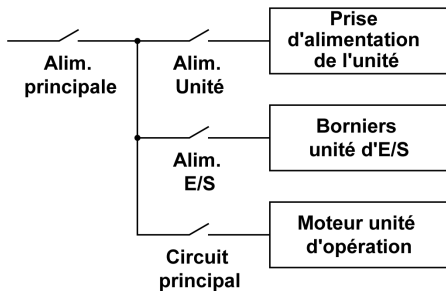 Prise
d'alimentation
de l'unité
Alim.
principale
Alim.
Unité
Borniers
unité d'E/S
Alim.
E/S
Moteur unité
d'opération
Circuit
principal